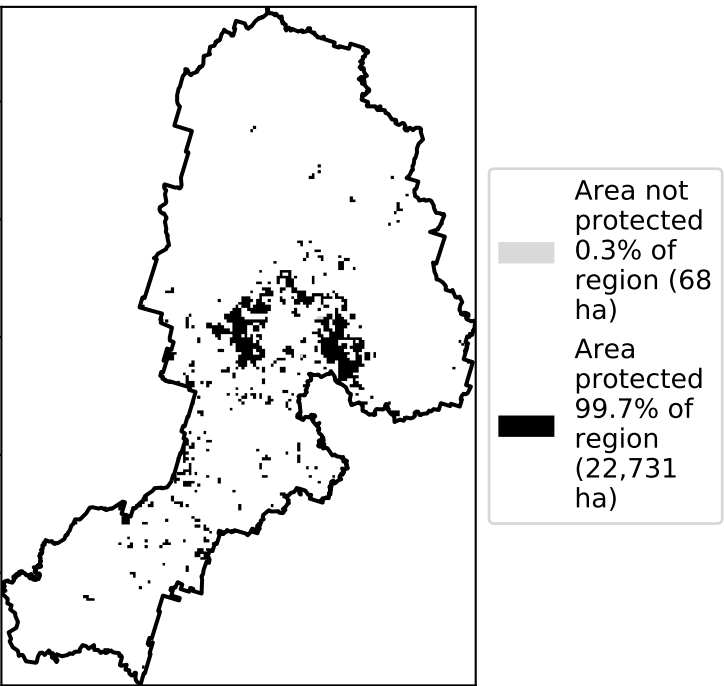 Area not
protected
0.3% of
region (68
ha)
Area
protected
99.7% of
region
(22,731
ha)